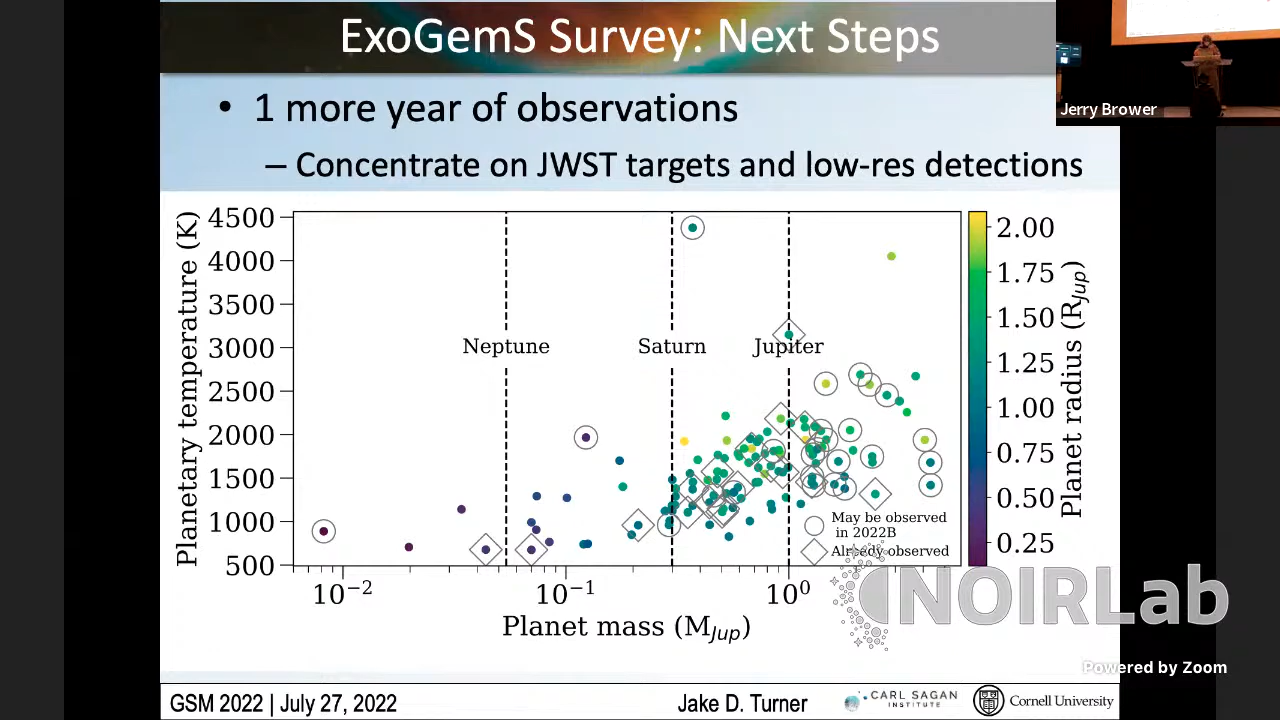 ExoGemS Survey: Next Steps
Jerry Brower
• 1 more year of observations
– Concentrate on JWST targets and low-res detections
Planetary temperature (K)
4500
4000
3500
3000
2500
2000
1500
1000
500
Neptune
Saturn
Jupiter
May be observed
in 2022B
Already observed
10⁻²
10⁻¹
10⁰
Planet mass (M_Jup)
2.00
1.75
1.50
1.25
1.00
0.75
0.50
0.25
Planet radius (R_Jup)
NOIRLab
Powered by Zoom
GSM 2022 | July 27, 2022
Jake D. Turner
CARL SAGAN
INSTITUTE
Cornell University